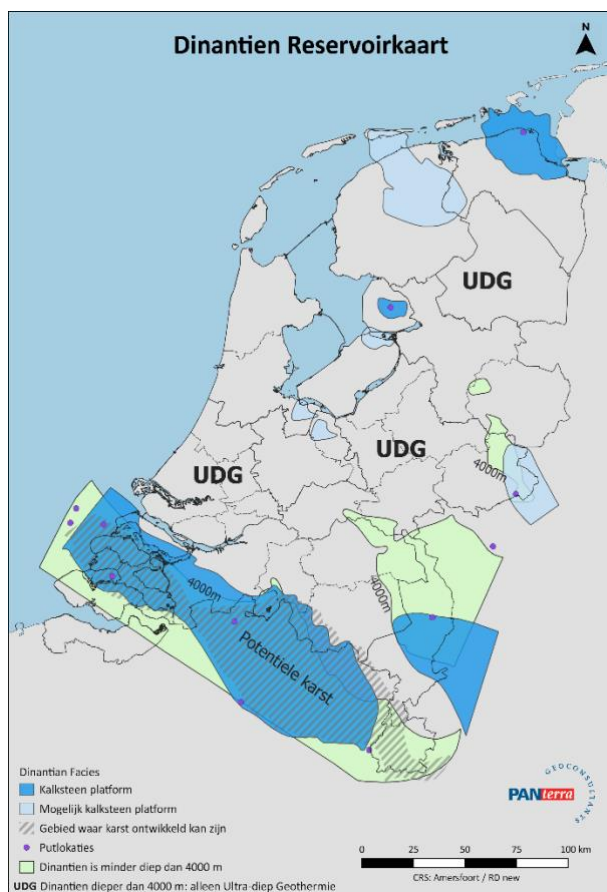 Dinantien Reservoirkaart
N
UDG
UDG
4000m
UDG
4000m
4000m
Potentiele karst
Dinantian Facies
Kalksteen platform
Mogelijk kalksteen platform
Gebied waar karst ontwikkeld kan zijn
Putlokaties
Dinantien is minder diep dan 4000 m
UDG Dinantien dieper dan 4000 m: alleen Ultra-diep Geothermie
PANterra
GEOCONSULTANTS
0 25 50 100 km
CRS: Amersfoort / RD new